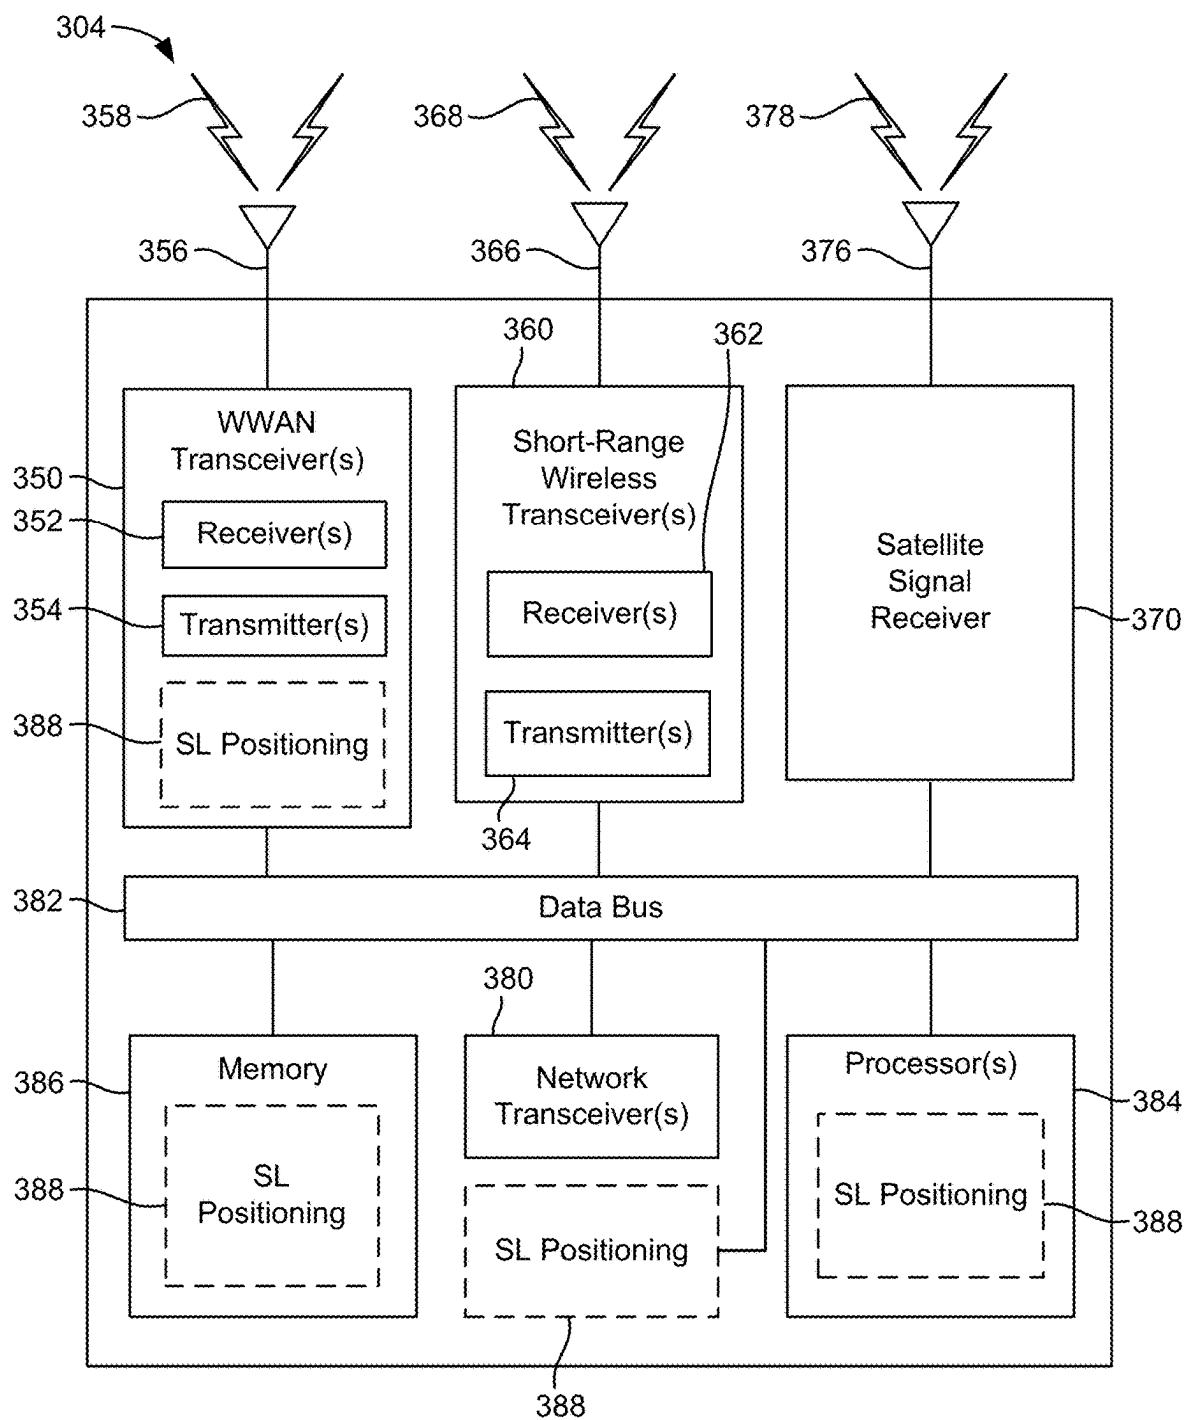 304
358
368
378
356
366
376
360
362
WWAN
Transceiver(s)
350
352
Receiver(s)
354
Transmitter(s)
388
SL Positioning
Short-Range
Wireless
Transceiver(s)
Receiver(s)
Transmitter(s)
364
Satellite
Signal
Receiver
370
382
Data Bus
380
386
Memory
388
SL
Positioning
Network
Transceiver(s)
SL Positioning
388
Processor(s)
384
SL Positioning
388